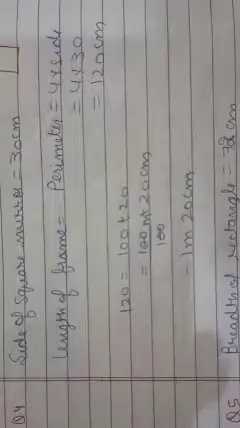 Q4 Side of Square mirror = 30cm
Length of frame = Perimeter = 4 x side
= 4 x 30
= 120cm
120 = 100 + 20
= 100 m 20cm
100
= 1m 20cm
Q5 Breadth of rectangle = cm